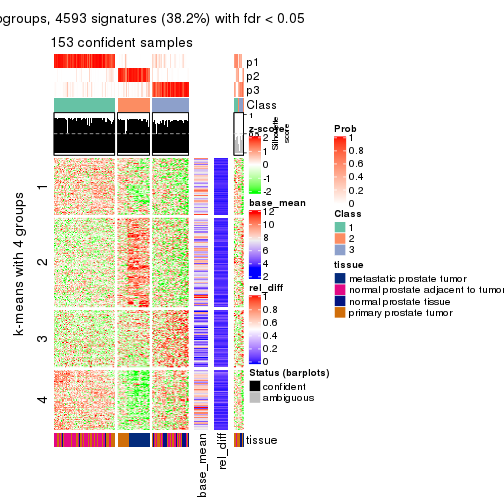 ogroups, 4593 signatures (38.2%) with fdr < 0.05
153 confident samples
p1
p2
p3
Class
1
0.5
0
Silhouette
score
k-means with 4 groups
1
2
3
4
z-score
2
1
0
-1
-2
base_mean
12
10
8
6
4
2
rel_diff
1
0.8
0.6
0.4
0.2
0
Status (barplots)
confident
ambiguous
Prob
1
0.8
0.6
0.4
0.2
0
Class
1
2
3
tissue
metastatic prostate tumor
normal prostate adjacent to tumor
normal prostate tissue
primary prostate tumor
tissue
base_mean
rel_diff